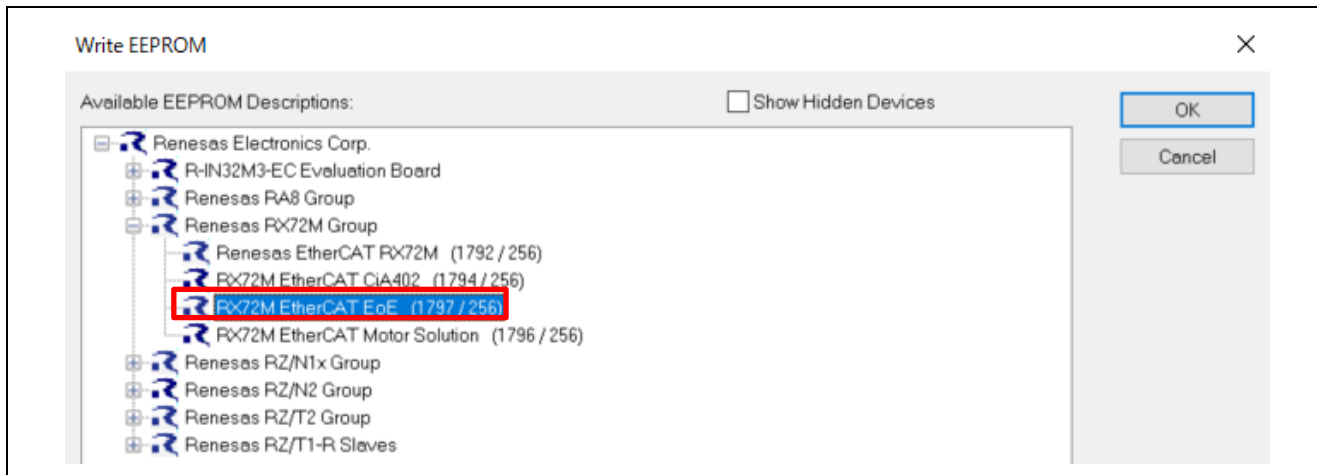 Write EEPROM
Available EEPROM Descriptions:
Show Hidden Devices
OK
Cancel
Renesas Electronics Corp.
R-IN32M3-EC Evaluation Board
Renesas RA8 Group
Renesas RX72M Group
Renesas EtherCAT RX72M (1792 / 256)
RX72M EtherCAT CiA402 (1794 / 256)
RX72M EtherCAT EoE (1797 / 256)
RX72M EtherCAT Motor Solution (1796 / 256)
Renesas RZ/N1x Group
Renesas RZ/N2 Group
Renesas RZ/T2 Group
Renesas RZ/T1-R Slaves